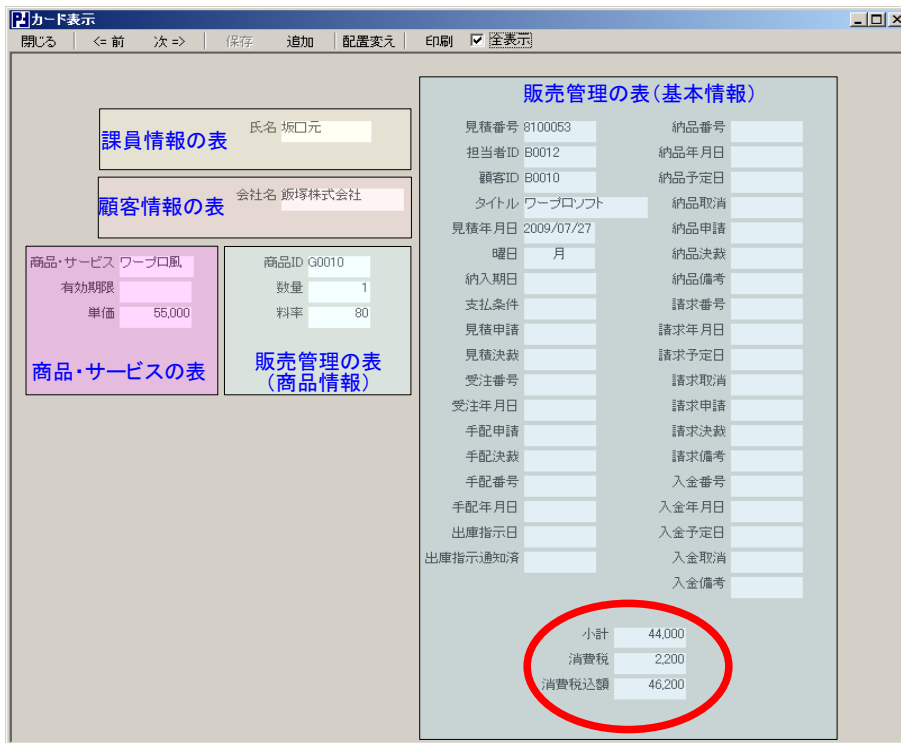 カード表示
閉じる <= 前 次 => 保存 追加 配置変え 印刷 全表示
課員情報の表
氏名 坂口元
顧客情報の表
会社名 飯塚株式会社
商品・サービス ワープロ風
有効期限
単価 55,000
商品・サービスの表
商品ID G0010
数量 1
料率 80
販売管理の表
(商品情報)
販売管理の表(基本情報)
見積番号 8100053 納品番号
担当者ID B0012 納品年月日
顧客ID B0010 納品予定日
タイトル ワープロソフト 納品取消
見積年月日 2009/07/27 納品申請
曜日 月 納品決裁
納入期日 納品備考
支払条件 請求番号
見積申請 請求年月日
見積決裁 請求予定日
受注番号 請求取消
受注年月日 請求申請
手配申請 請求決裁
手配決裁 請求備考
手配番号 入金番号
手配年月日 入金年月日
出庫指示日 入金予定日
出庫指示通知済 入金取消
入金備考
小計 44,000
消費税 2,200
消費税込額 46,200